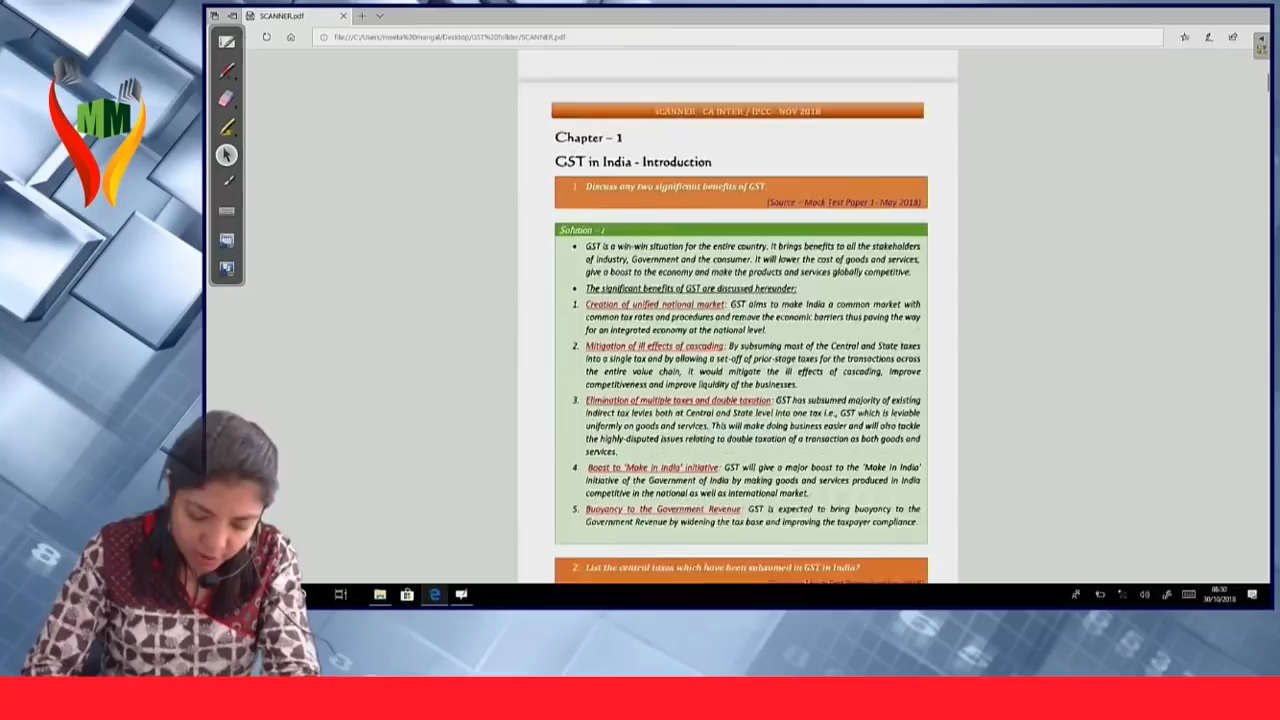 SCANNER.pdf
file:///C:/Users/meeta%20mangal/Desktop/GST%20follder/SCANNER.pdf
MM
SCANNER CA INTER / IPCC NOV 2018
Chapter – 1
GST in India - Introduction
1 Discuss any two significant benefits of GST.
(Source – Mock Test Paper 1- May 2018)
Solution – 1
• GST is a win-win situation for the entire country. It brings benefits to all the stakeholders
of industry, Government and the consumer. It will lower the cost of goods and services,
give a boost to the economy and make the products and services globally competitive.
• The significant benefits of GST are discussed hereunder:
1. Creation of unified national market: GST aims to make India a common market with
common tax rates and procedures and remove the economic barriers thus paving the way
for an integrated economy at the national level.
2. Mitigation of ill effects of cascading: By subsuming most of the Central and State taxes
into a single tax and by allowing a set-off of prior-stage taxes for the transactions across
the entire value chain, it would mitigate the ill effects of cascading, improve
competitiveness and improve liquidity of the businesses.
3. Elimination of multiple taxes and double taxation: GST has subsumed majority of existing
indirect tax levies both at Central and State level into one tax i.e., GST which is leviable
uniformly on goods and services. This will make doing business easier and will also tackle
the highly-disputed issues relating to double taxation of a transaction as both goods and
services.
4 Boost to 'Make in India' initiative: GST will give a major boost to the 'Make in India'
initiative of the Government of India by making goods and services produced in India
competitive in the national as well as international market.
5. Buoyancy to the Government Revenue: GST is expected to bring buoyancy to the
Government Revenue by widening the tax base and improving the taxpayer compliance.
2. List the central taxes which have been subsumed in GST in India?
08:30
30/10/2018